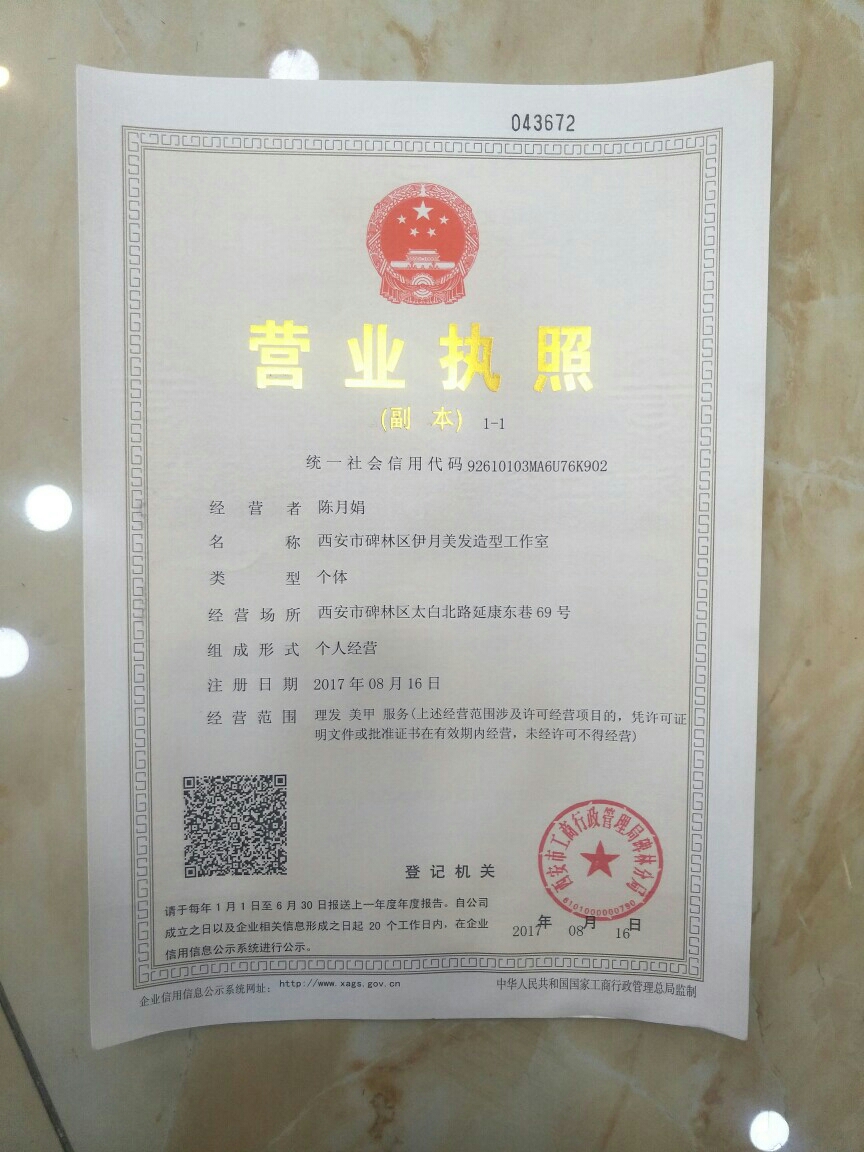 043672
营业执照
(副 本) 1-1
统一社会信用代码 92610103MA6U76K902
经营者 陈月娟
名称 西安市碑林区伊月美发造型工作室
类型 个体
经营场所 西安市碑林区太白北路延康东巷69号
组成形式 个人经营
注册日期 2017年08月16日
经营范围 理发 美甲 服务(上述经营范围涉及许可经营项目的，凭许可证
明文件或批准证书在有效期内经营，未经许可不得经营)
西安市工商行政管理局碑林分局
6101000000790
登记机关
2017年08月16日
请于每年1月1日至6月30日报送上一年度年度报告。自公司
成立之日以及企业相关信息形成之日起20个工作日内，在企业
信用信息公示系统进行公示。
企业信用信息公示系统网址： http://www.xags.gov.cn
中华人民共和国国家工商行政管理总局监制